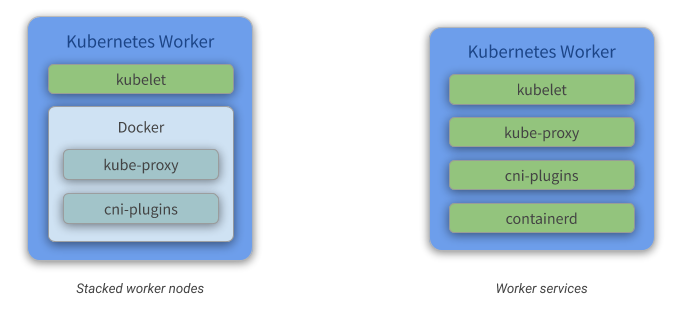 Kubernetes Worker
kubelet
Docker
kube-proxy
cni-plugins
Stacked worker nodes
Kubernetes Worker
kubelet
kube-proxy
cni-plugins
containerd
Worker services